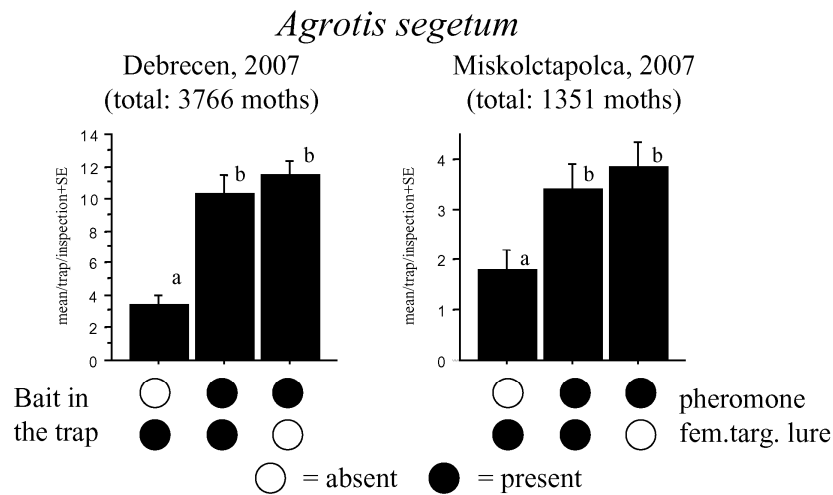 Agrotis segetum
Debrecen, 2007
(total: 3766 moths)
Miskolctapolca, 2007
(total: 1351 moths)
mean/trap/inspection+SE
14
12
10
8
6
4
2
0
a
b
b
mean/trap/inspection+SE
4
3
2
1
0
a
b
b
Bait in
the trap
pheromone
fem.targ. lure
= absent
= present